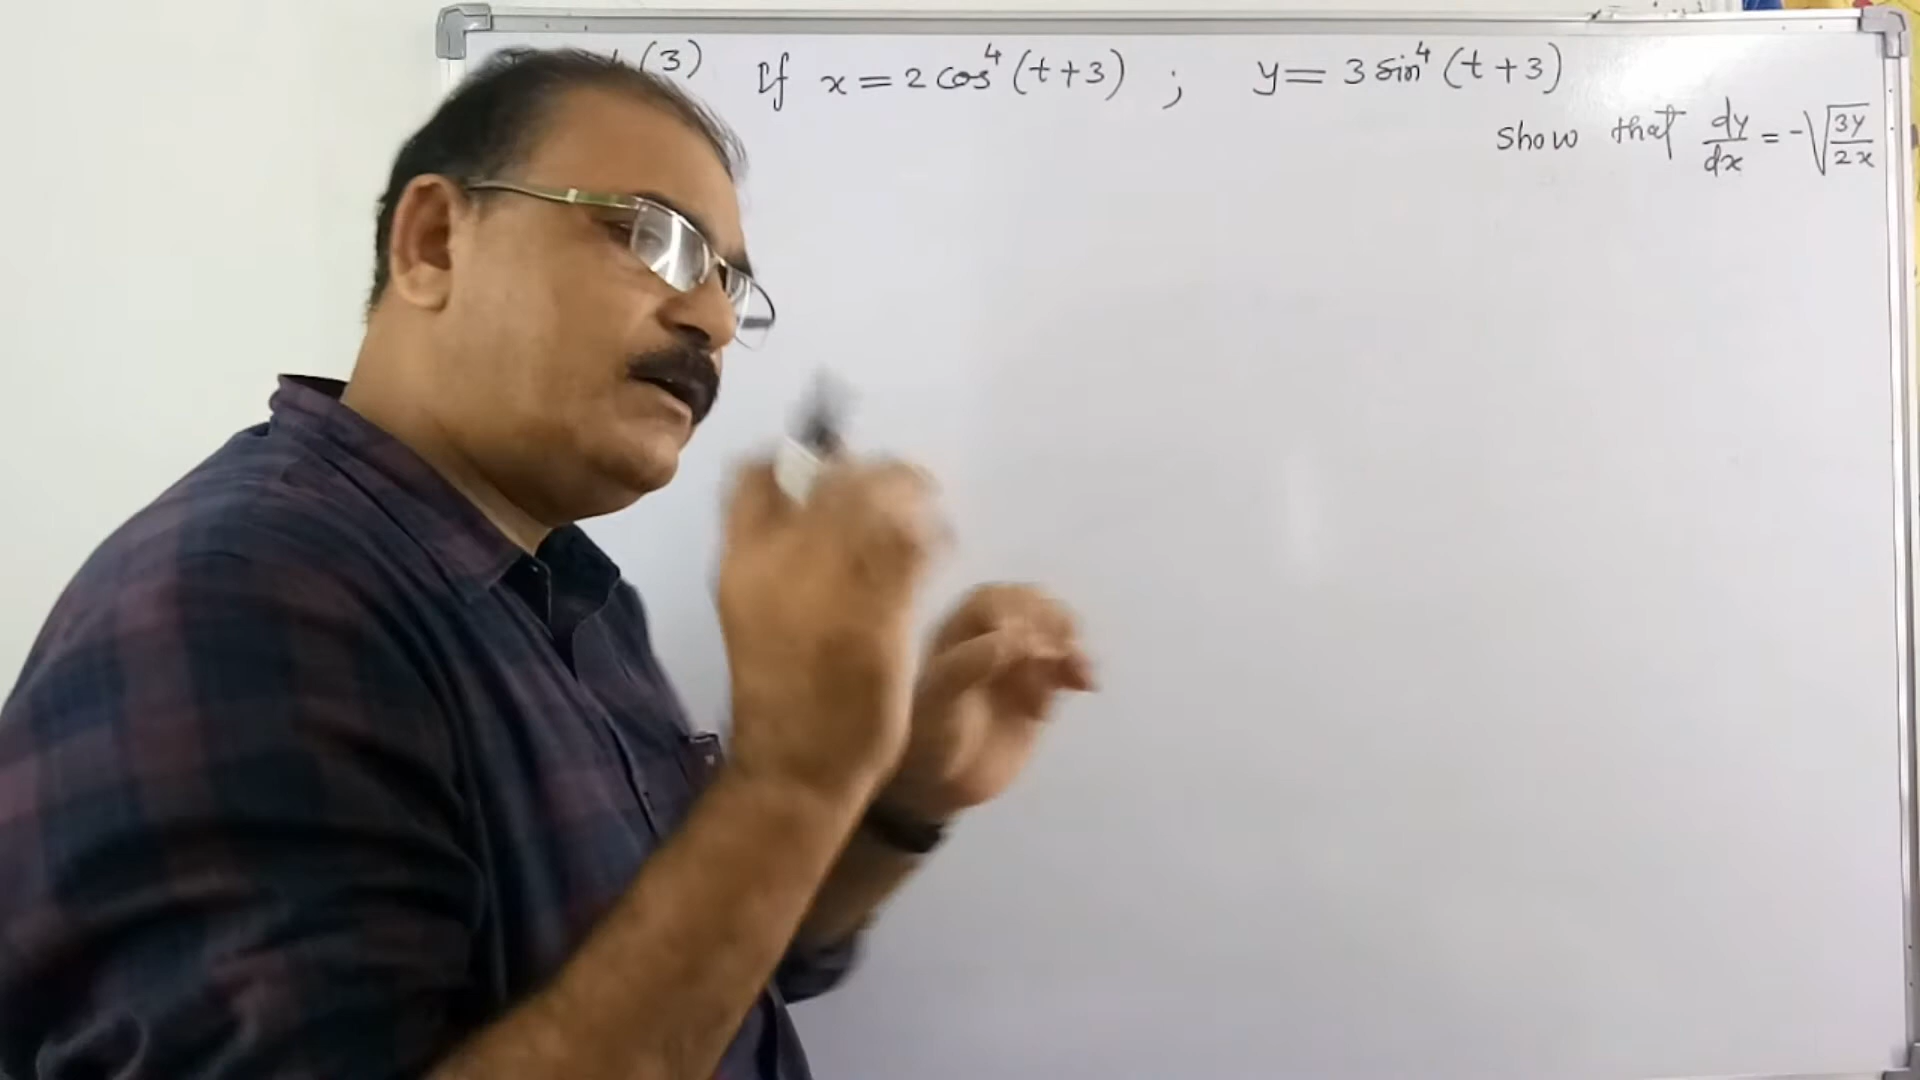 (3) If x = 2 cos⁴ (t+3) ; y = 3 sin⁴ (t+3)
show that dy/dx = -√(3y/2x)